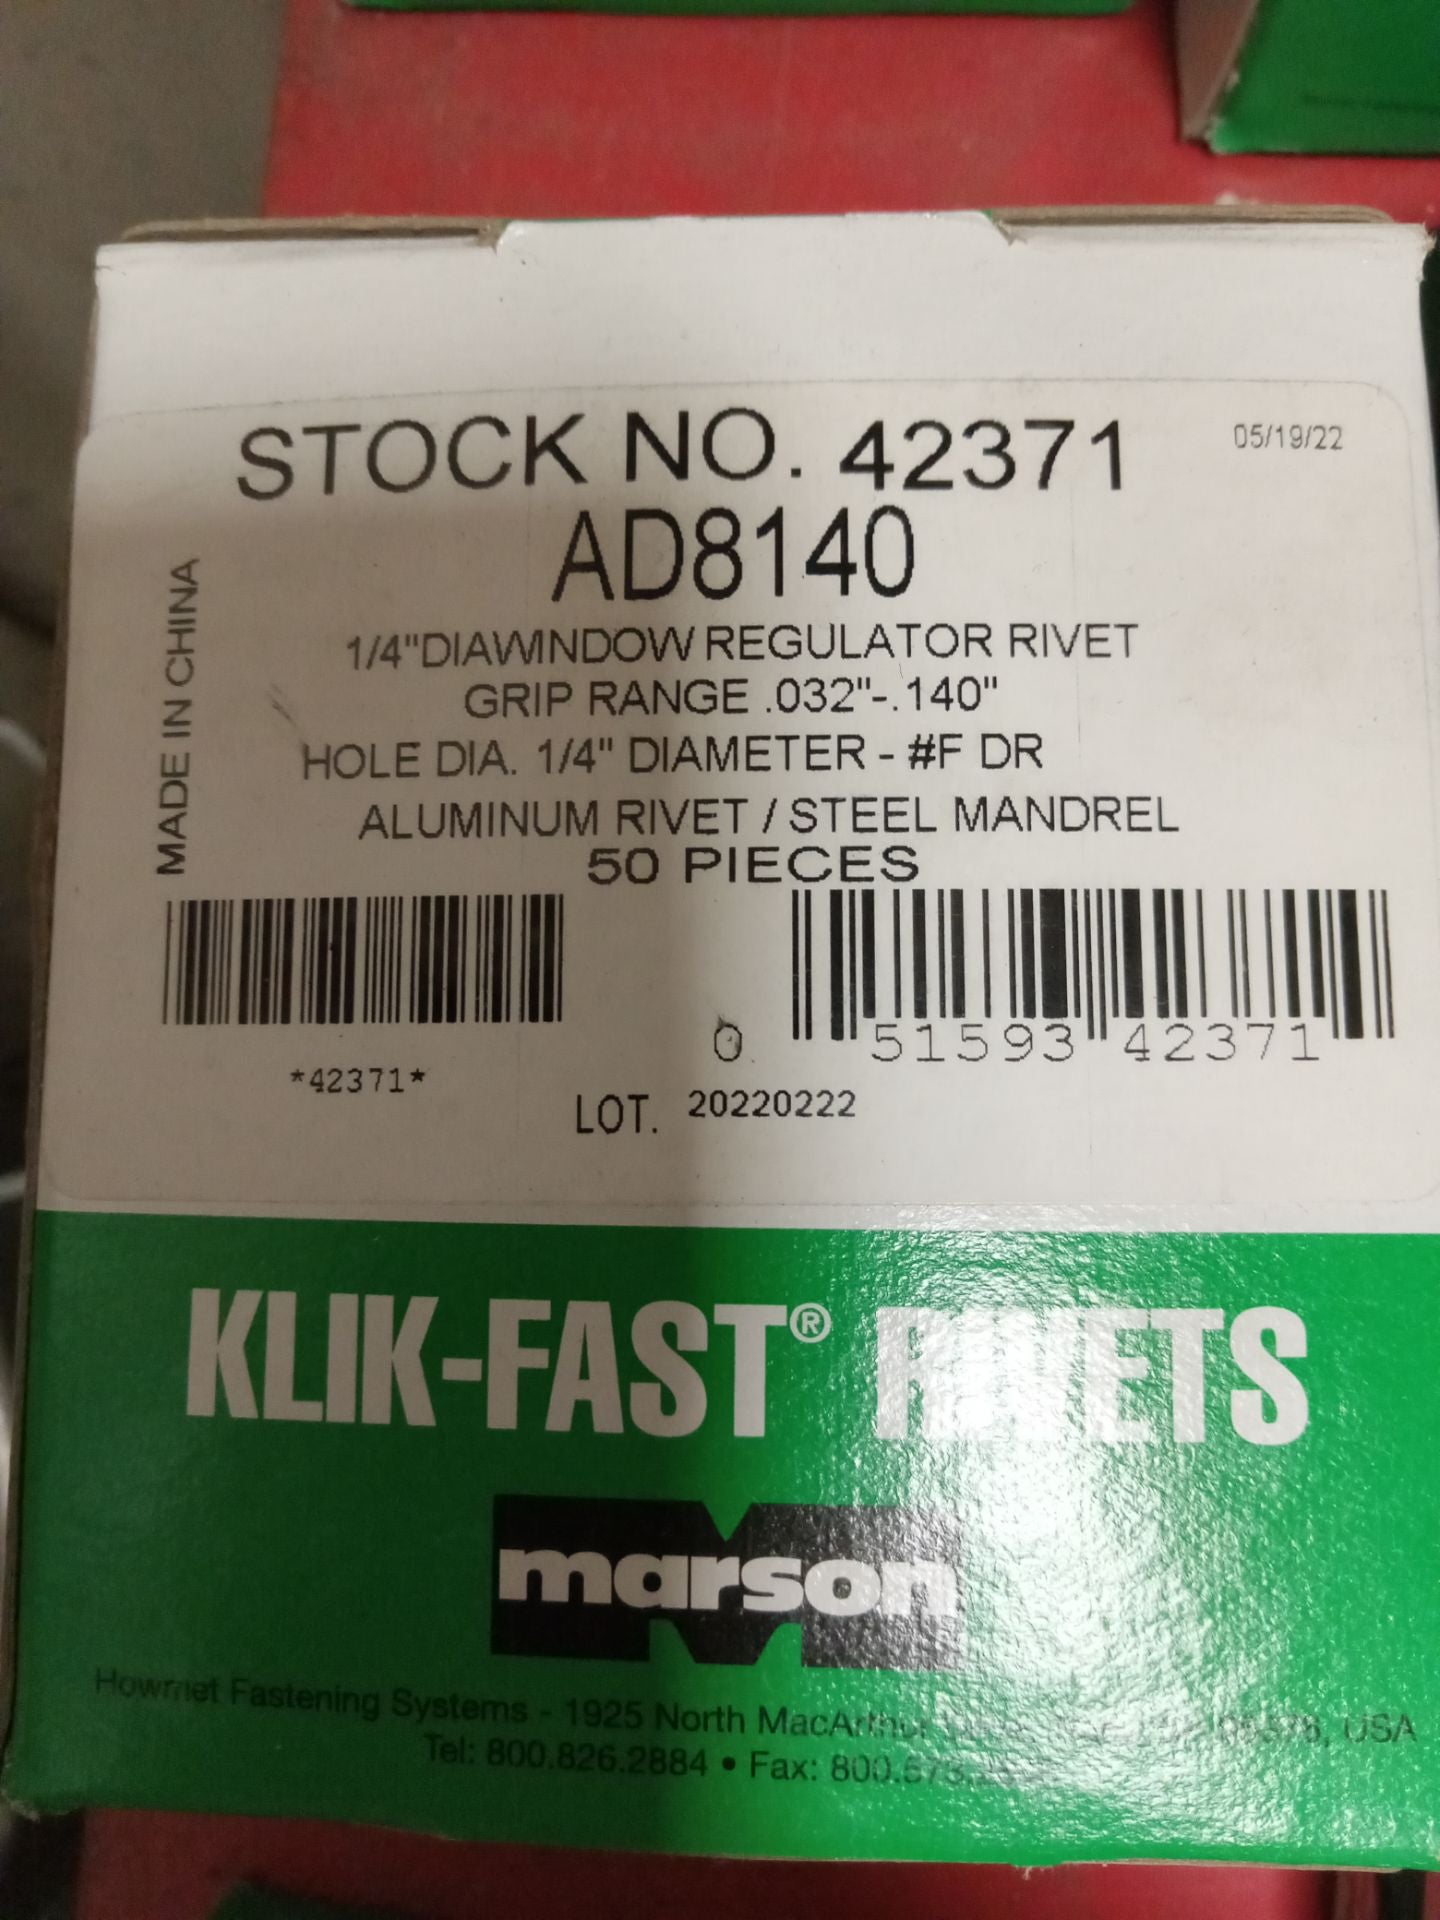 STOCK NO. 42371
05/19/22
AD8140
1/4"DIAWINDOW REGULATOR RIVET
GRIP RANGE .032"-.140"
HOLE DIA. 1/4" DIAMETER - #F DR
ALUMINUM RIVET / STEEL MANDREL
50 PIECES
MADE IN CHINA
*42371*
0 51593 42371
LOT. 20220222
KLIK-FAST® RIVETS
marson
Howmet Fastening Systems - 1925 North MacArthur USA
Tel: 800.826.2884 • Fax: